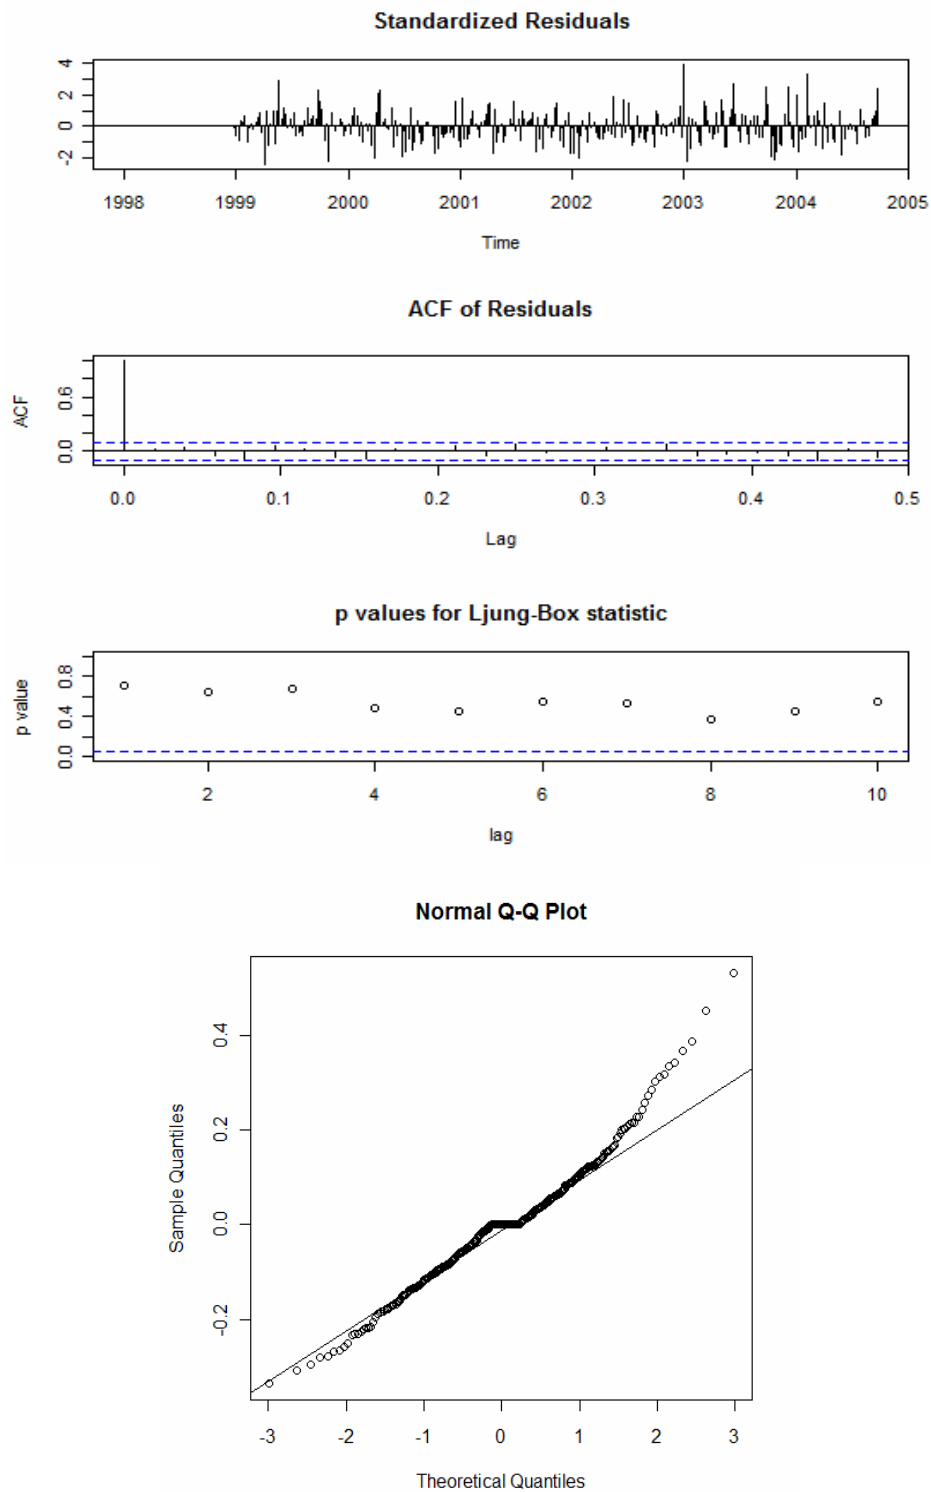 Standardized Residuals
4
2
0
-2
1998 1999 2000 2001 2002 2003 2004 2005
Time
ACF of Residuals
ACF
0.6
0.0
0.0 0.1 0.2 0.3 0.4 0.5
Lag
p values for Ljung-Box statistic
p value
0.8
0.4
0.0
2 4 6 8 10
lag
Normal Q-Q Plot
Sample Quantiles
0.4
0.2
0.0
-0.2
-3 -2 -1 0 1 2 3
Theoretical Quantiles